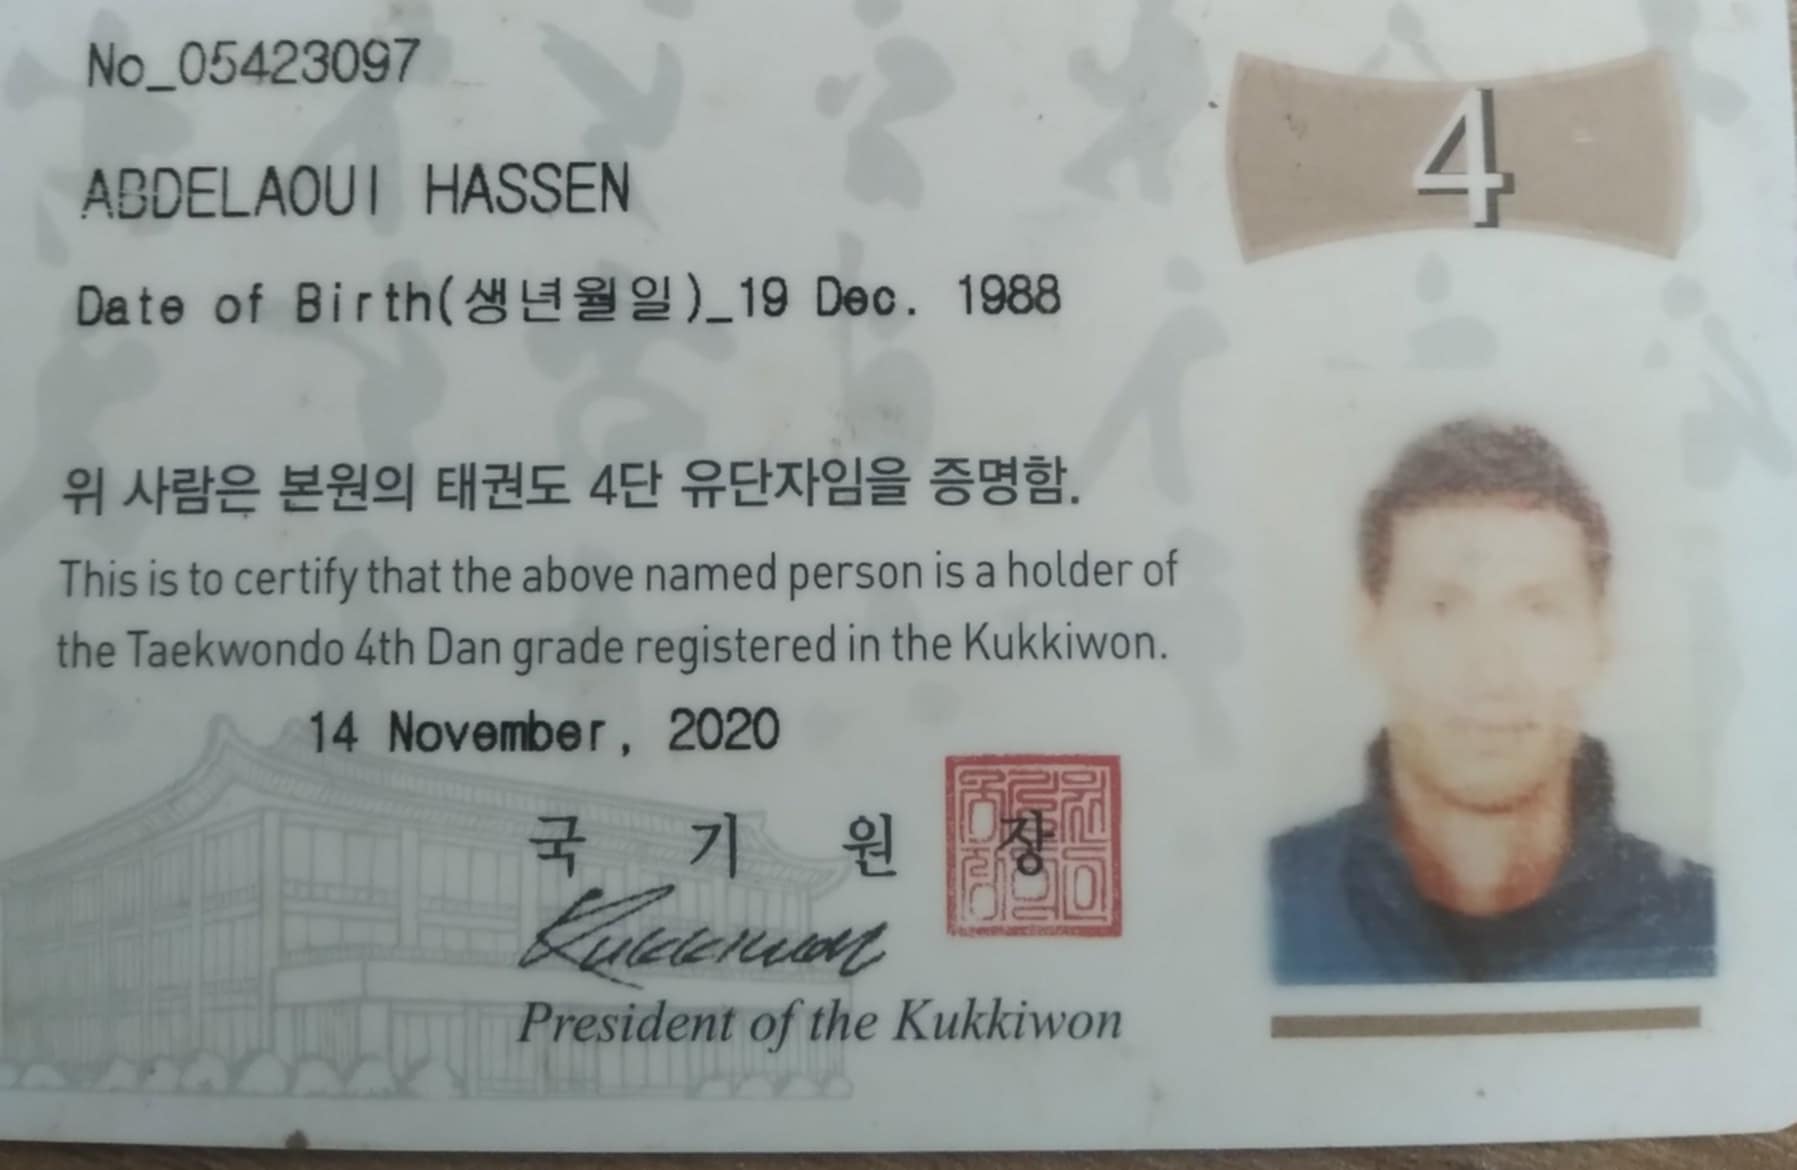 No_05423097
4
ABDELAOUI HASSEN
Date of Birth(생년월일)_19 Dec. 1988
위 사람은 본원의 태권도 4단 유단자임을 증명함.
This is to certify that the above named person is a holder of
the Taekwondo 4th Dan grade registered in the Kukkiwon.
14 November, 2020
국 기 원 장
Kukkiwon
President of the Kukkiwon